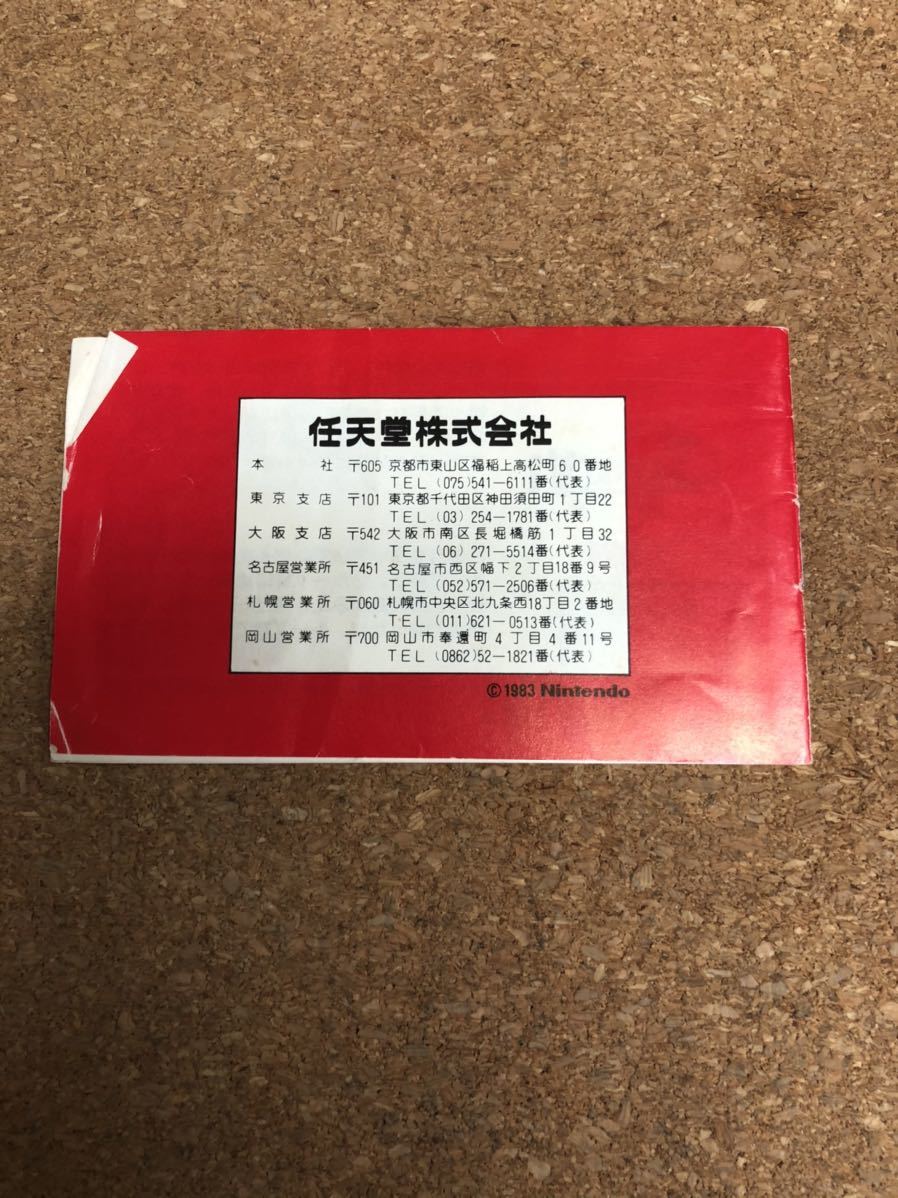 任天堂株式会社
本社 〒605 京都市東山区福稲上高松町60番地
TEL (075)541—6111番(代表)
東京支店 〒101 東京都千代田区神田須田町1丁目22
TEL (03) 254—1781番(代表)
大阪支店 〒542 大阪市南区長堀橋筋1丁目32
TEL (06) 271—5514番(代表)
名古屋営業所 〒451 名古屋市西区幅下2丁目18番9号
TEL (052)571—2506番(代表)
札幌営業所 〒060 札幌市中央区北九条西18丁目2番地
TEL (011)621—0513番(代表)
岡山営業所 〒700 岡山市奉還町4丁目4番11号
TEL (0862)52—1821番(代表)
©1983 Nintendo